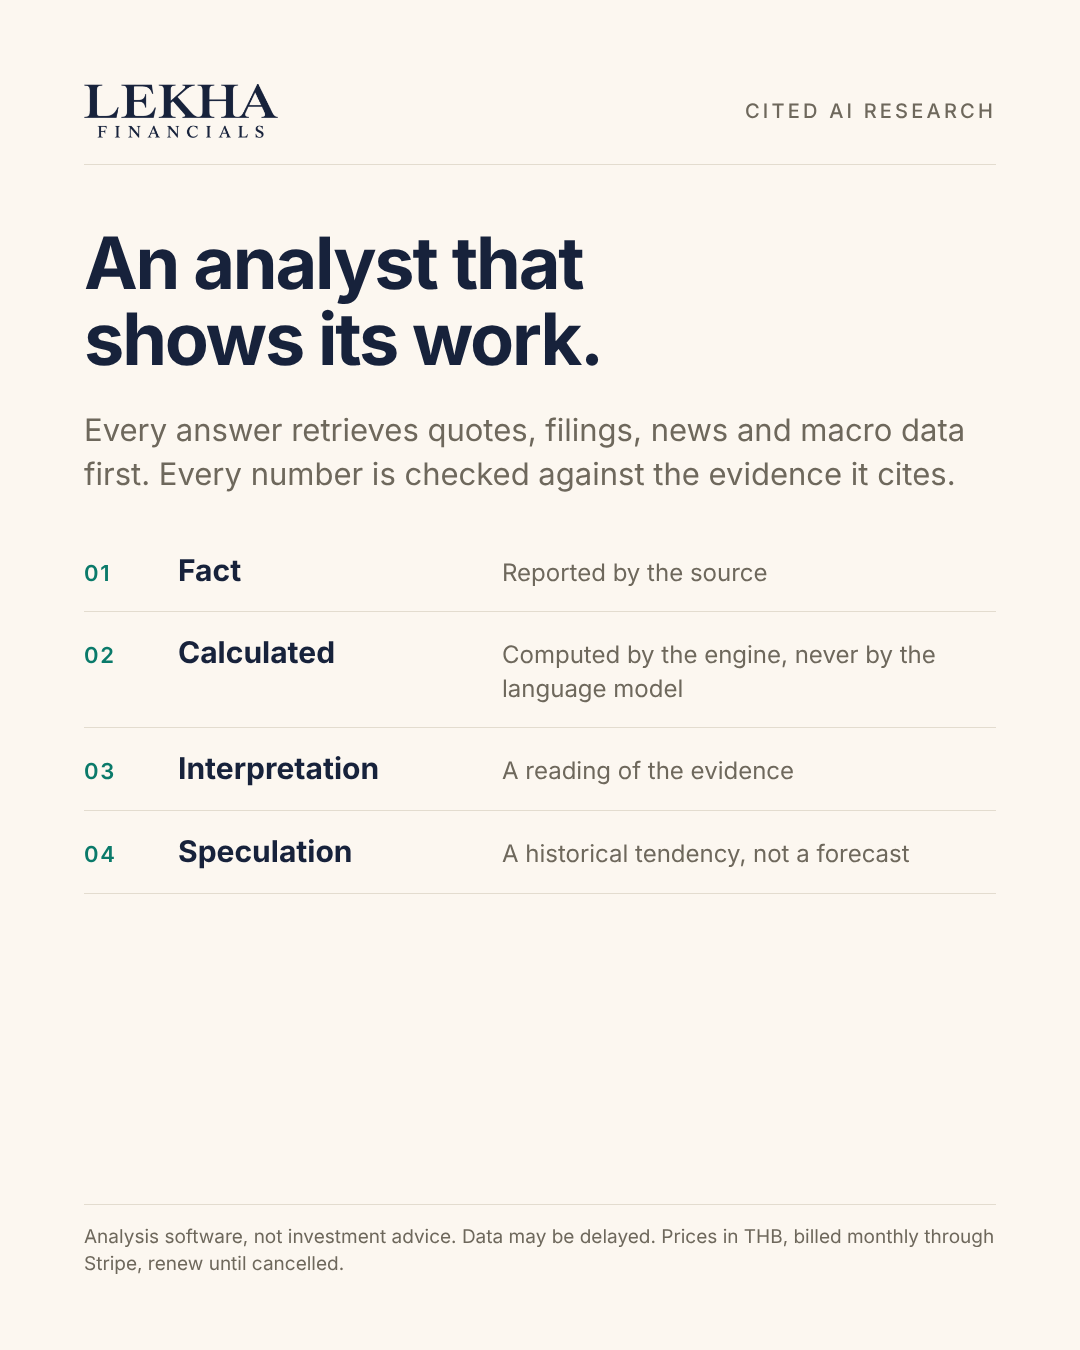 LEKHA
FINANCIALS
CITED AI RESEARCH
An analyst that
shows its work.
Every answer retrieves quotes, filings, news and macro data
first. Every number is checked against the evidence it cites.
01 Fact Reported by the source
02 Calculated Computed by the engine, never by the
language model
03 Interpretation A reading of the evidence
04 Speculation A historical tendency, not a forecast
Analysis software, not investment advice. Data may be delayed. Prices in THB, billed monthly through
Stripe, renew until cancelled.